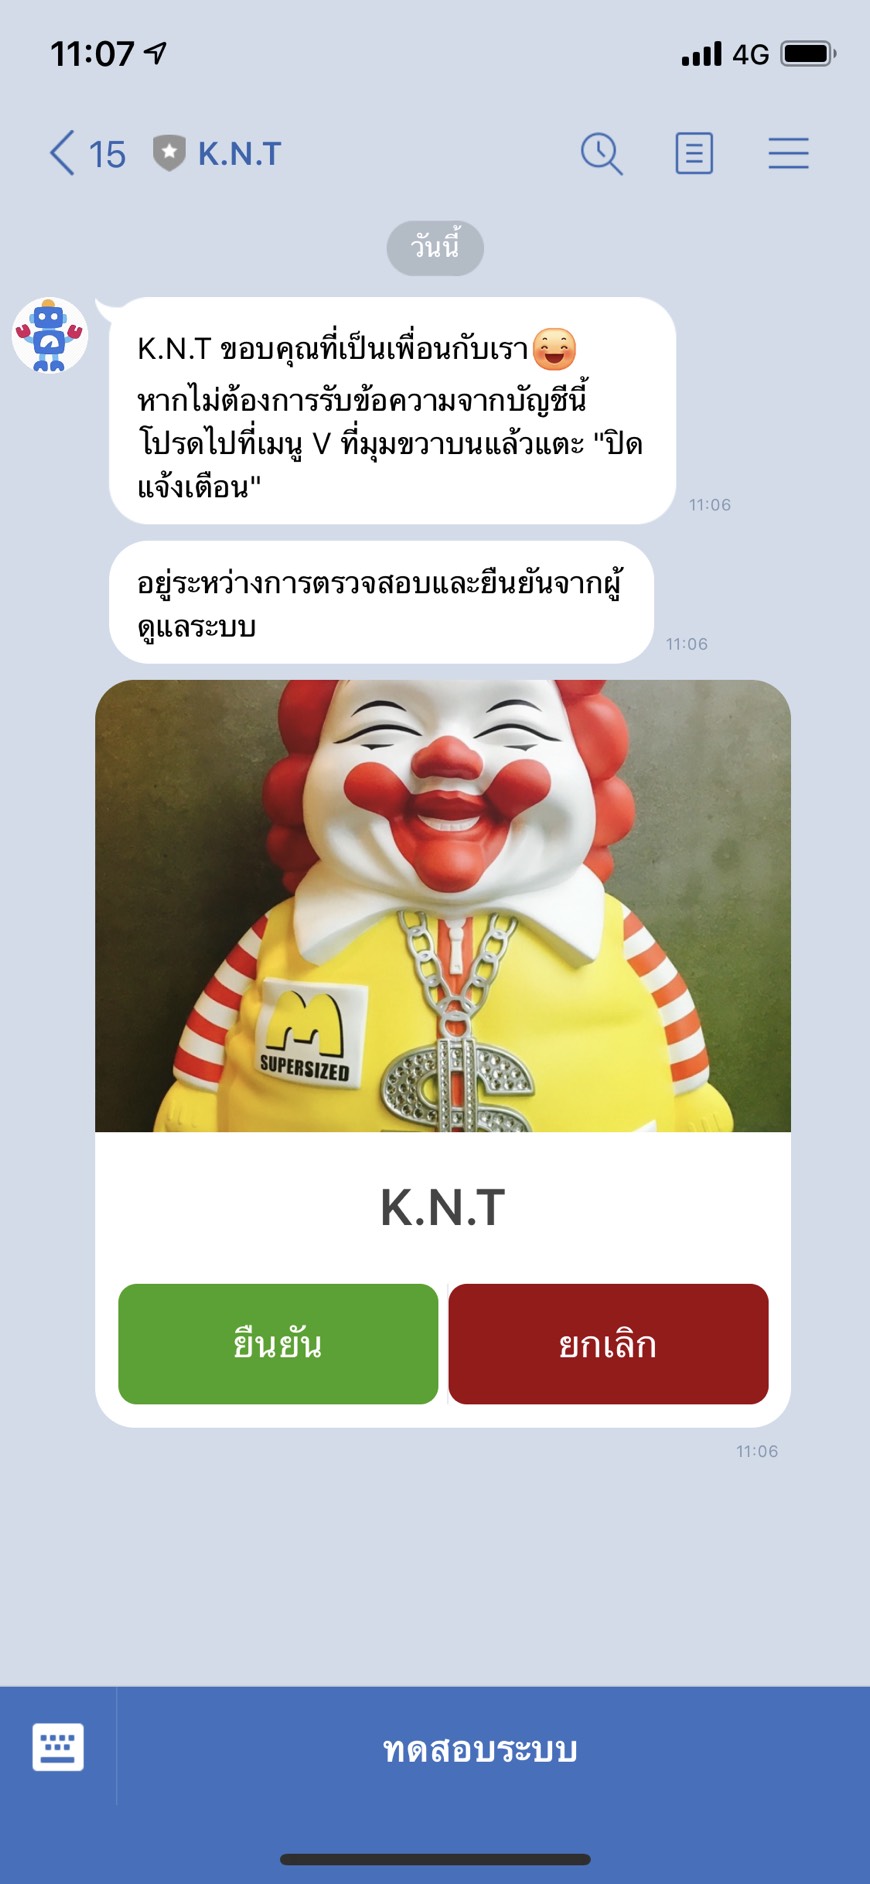 11:07
4G
15
K.N.T
วันนี้
K.N.T ขอบคุณที่เป็นเพื่อนกับเรา
หากไม่ต้องการรับข้อความจากบัญชีนี้
โปรดไปที่เมนู V ที่มุมขวาบนแล้วแตะ "ปิด
แจ้งเตือน"
11:06
อยู่ระหว่างการตรวจสอบและยืนยันจากผู้
ดูแลระบบ
11:06
M
SUPERSIZED
K.N.T
ยืนยัน
ยกเลิก
11:06
ทดสอบระบบ